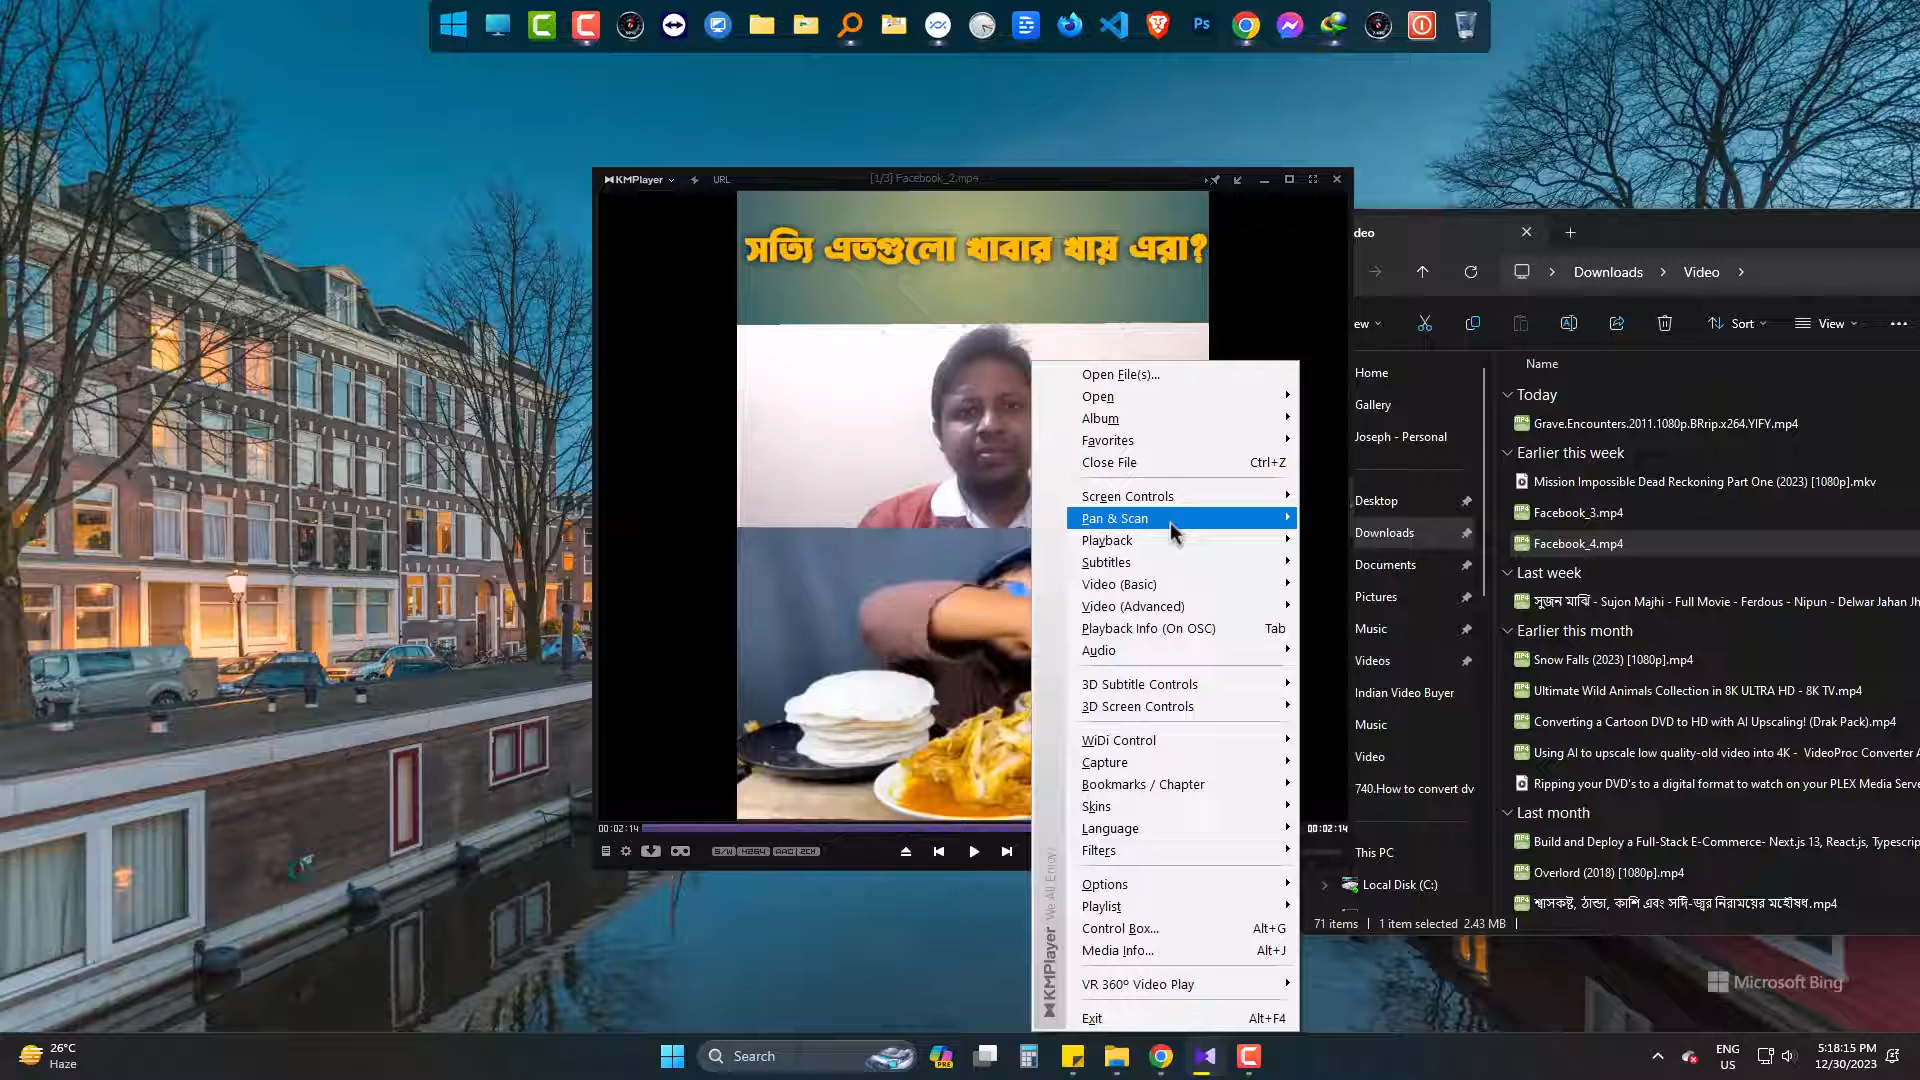 Ps
KMPlayer
URL
[1/3] Facebook_2.mp4
সত্যি এতগুলো খাবার খায় এরা?
Open File(s)...
Open
Album
Favorites
Close File Ctrl+Z
Screen Controls
Pan & Scan
Playback
Subtitles
Video (Basic)
Video (Advanced)
Playback Info (On OSC) Tab
Audio
3D Subtitle Controls
3D Screen Controls
WiDi Control
Capture
Bookmarks / Chapter
Skins
Language
Filters
Options
Playlist
Control Box... Alt+G
Media Info... Alt+J
VR 360º Video Play
Exit Alt+F4
KMPlayer We All Enjoy!
00:02:14
00:02:14
S/W H264 AAC 2CH
deo
Downloads
Video
ew
Sort
View
Home
Gallery
Joseph - Personal
Desktop
Downloads
Documents
Pictures
Music
Videos
Indian Video Buyer
Music
Video
740.How to convert dv
This PC
Local Disk (C:)
Name
Today
Grave.Encounters.2011.1080p.BRrip.x264.YIFY.mp4
Earlier this week
Mission Impossible Dead Reckoning Part One (2023) [1080p].mkv
Facebook_3.mp4
Facebook_4.mp4
Last week
সুজন মাঝি - Sujon Majhi - Full Movie - Ferdous - Nipun - Delwar Jahan Jh
Earlier this month
Snow Falls (2023) [1080p].mp4
Ultimate Wild Animals Collection in 8K ULTRA HD - 8K TV.mp4
Converting a Cartoon DVD to HD with AI Upscaling! (Drak Pack).mp4
Using AI to upscale low quality-old video into 4K - VideoProc Converter A
Ripping your DVD's to a digital format to watch on your PLEX Media Serve
Last month
Build and Deploy a Full-Stack E-Commerce- Next.js 13, React.js, Typescrip
Overlord (2018) [1080p].mp4
শ্বাসকষ্ট, ঠান্ডা, কাশি এবং সর্দি-জ্বর নিরাময়ের মহৌষধ.mp4
71 items
1 item selected 2.43 MB
Microsoft Bing
26°C
Haze
Search
PRE
ENG
US
5:18:15 PM
12/30/2023